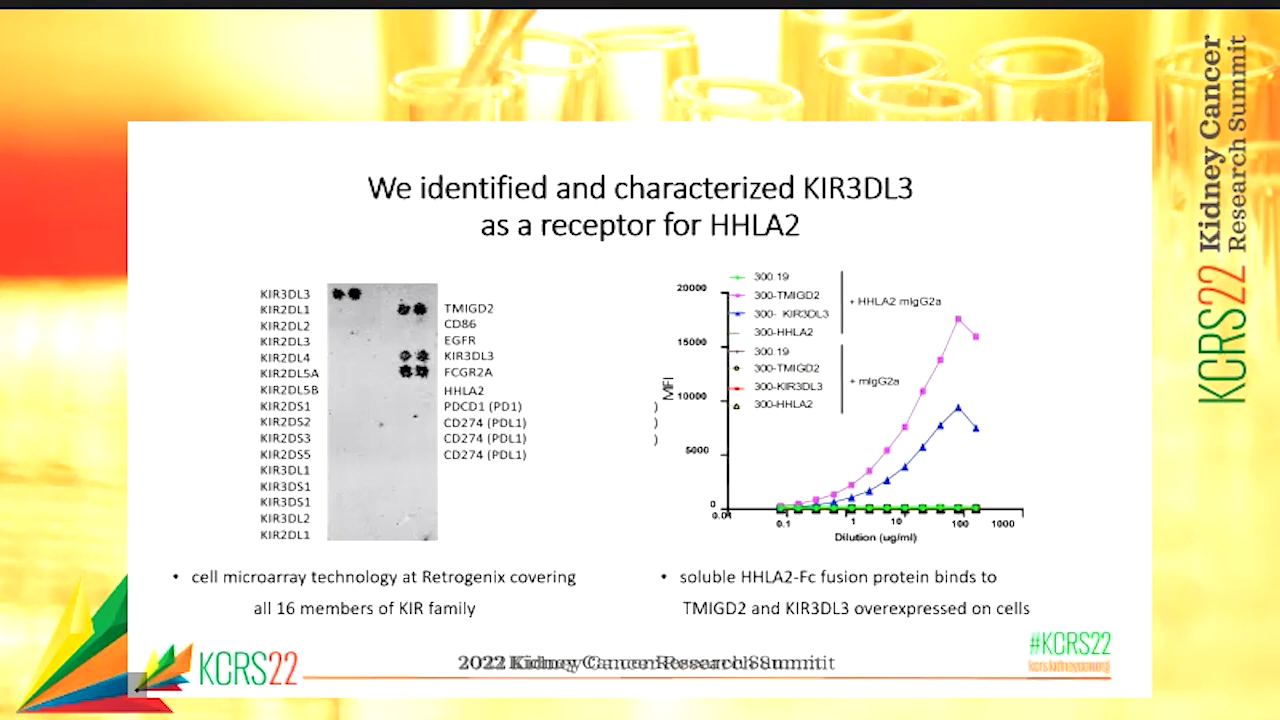 KCRS22 Kidney Cancer
Research Summit
We identified and characterized KIR3DL3
as a receptor for HHLA2
KIR3DL3
KIR2DL1
KIR2DL2
KIR2DL3
KIR2DL4
KIR2DL5A
KIR2DL5B
KIR2DS1
KIR2DS2
KIR2DS3
KIR2DS5
KIR3DL1
KIR3DS1
KIR3DS1
KIR3DL2
KIR2DL1
TMIGD2
CD86
EGFR
KIR3DL3
FCGR2A
HHLA2
PDCD1 (PD1)
CD274 (PDL1)
CD274 (PDL1)
CD274 (PDL1)
)
)
)
MFI
20000
15000
10000
5000
0
300.19
300-TMIGD2
300- KIR3DL3
300-HHLA2
+ HHLA2 mIgG2a
300.19
300-TMIGD2
300-KIR3DL3
300-HHLA2
+ mIgG2a
0.1
1
10
100
1000
Dilution (ug/ml)
• cell microarray technology at Retrogenix covering
all 16 members of KIR family
• soluble HHLA2-Fc fusion protein binds to
TMIGD2 and KIR3DL3 overexpressed on cells
KCRS22
2022 Kidney Cancer Research Summit
#KCRS22